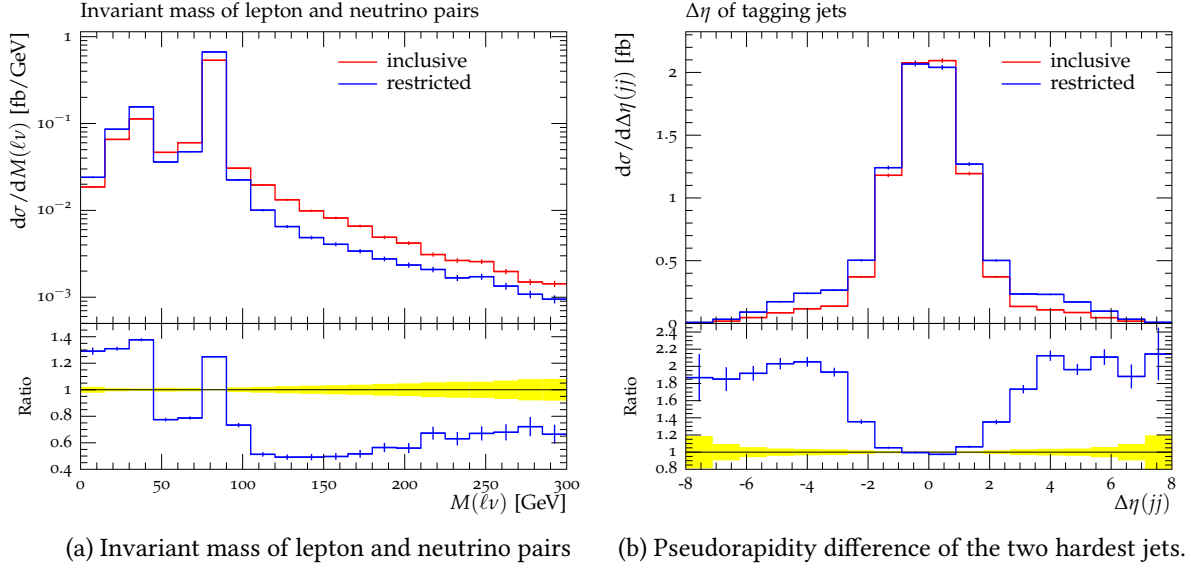 Invariant mass of lepton and neutrino pairs
inclusive
restricted
dσ/dM(ℓν) [fb/GeV]
1
10⁻¹
10⁻²
10⁻³
Ratio
1.4
1.2
1
0.8
0.6
0.4
0 50 100 150 200 250 300
M(ℓν) [GeV]
(a) Invariant mass of lepton and neutrino pairs
Δη of tagging jets
inclusive
restricted
dσ/dΔη(jj) [fb]
2
1.5
1
0.5
0
Ratio
2.4
2.2
2.0
1.8
1.6
1.4
1.2
1
0.8
-8 -6 -4 -2 0 2 4 6 8
Δη(jj)
(b) Pseudorapidity difference of the two hardest jets.